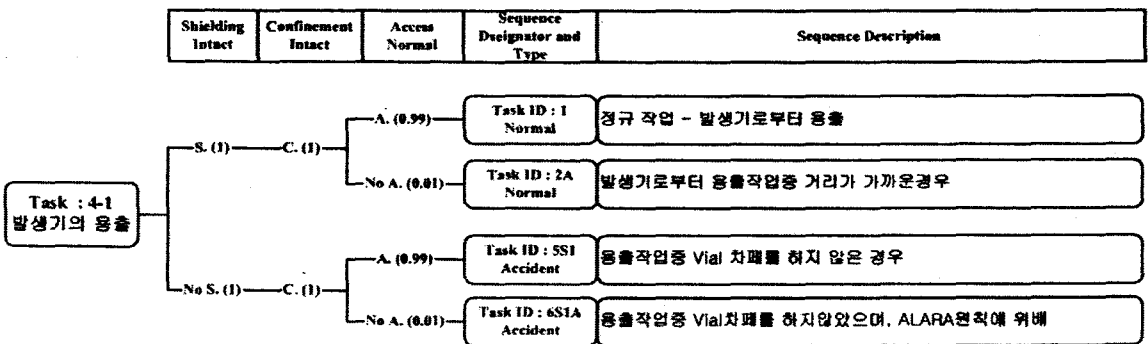 Shielding Intact
Confinement Intact
Access Normal
Sequence Dseignator and Type
Sequence Description
Task : 4-1
발생기의 용출
S. (1)
C. (1)
A. (0.99)
Task ID : 1
Normal
정규 작업 - 발생기로부터 용출
No A. (0.01)
Task ID : 2A
Normal
발생기로부터 용출작업중 거리가 가까운경우
No S. (1)
C. (1)
A. (0.99)
Task ID : 5S1
Accident
용출작업중 Vial 차폐를 하지 않은 경우
No A. (0.01)
Task ID : 6S1A
Accident
용출작업중 Vial차폐를 하지않았으며, ALARA원칙에 위배